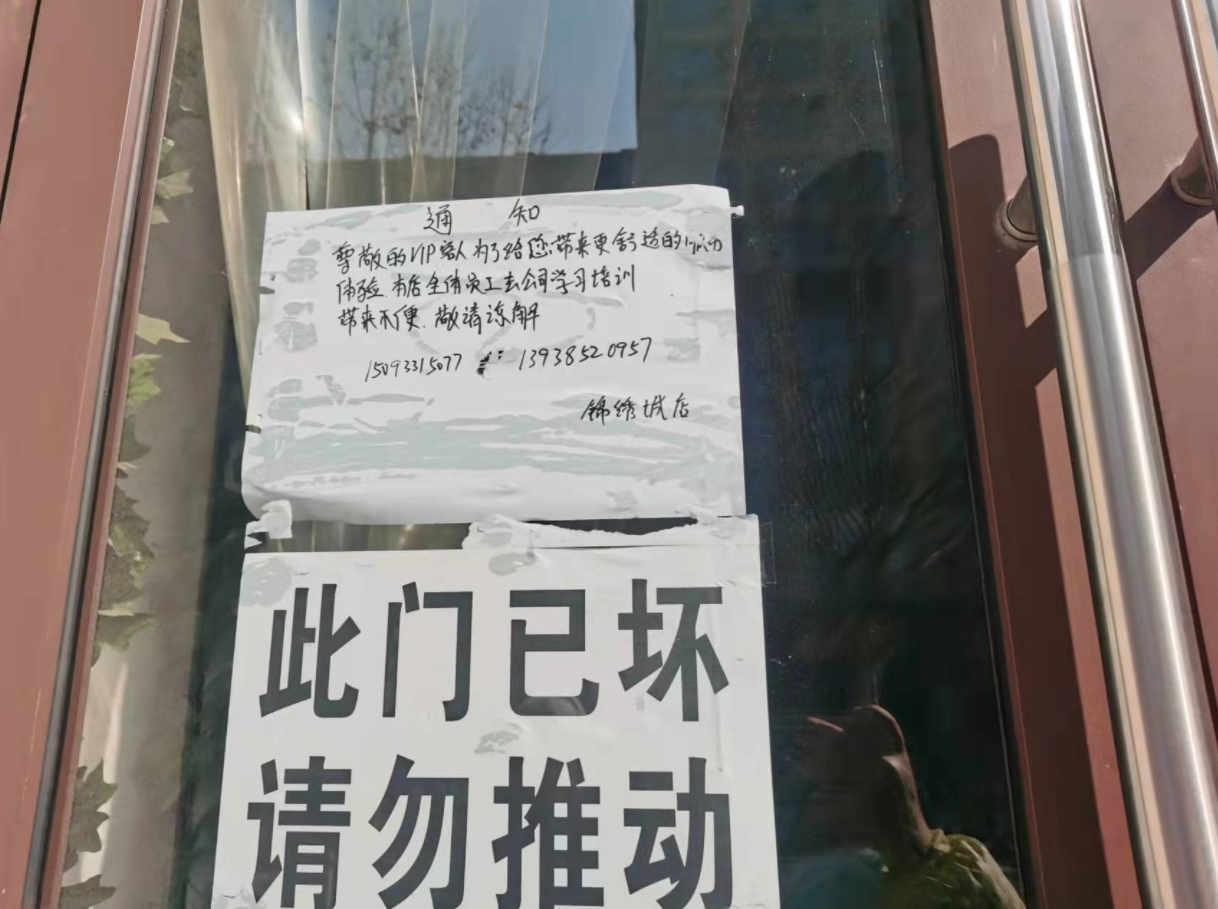 通 知
尊敬的VIP客人为了给您带来更舒适的
体验.本店全体员工去公司学习培训
带来不便.敬请谅解
15093315077 13938520957
锦绣城店
此门已坏
请勿推动